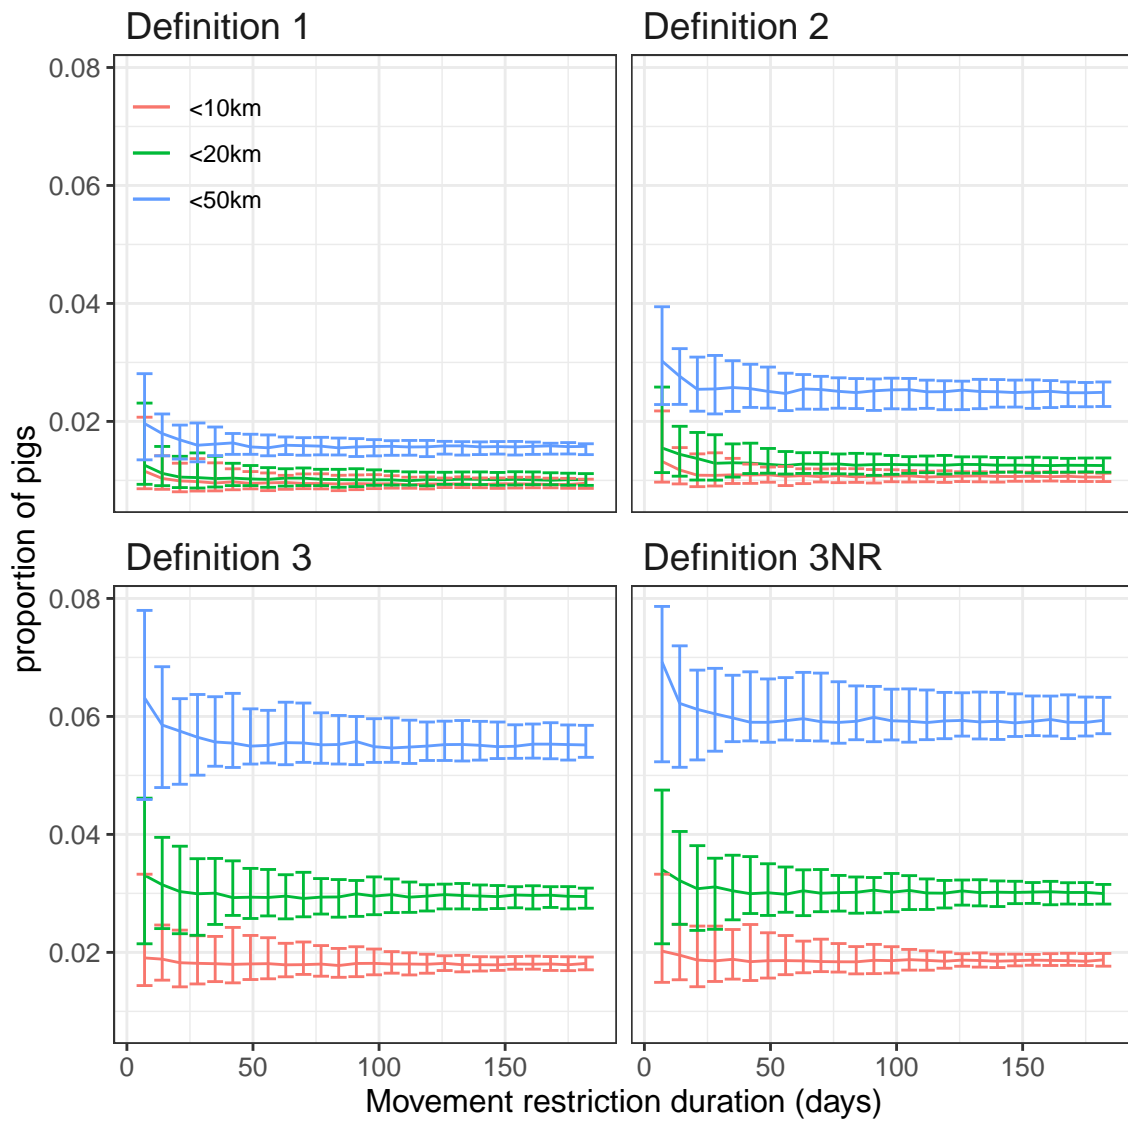 Definition 1
Definition 2
0.08
0.06
0.04
0.02
<10km
<20km
<50km
proportion of pigs
Definition 3
Definition 3NR
0.08
0.06
0.04
0.02
0 50 100 150
0 50 100 150
Movement restriction duration (days)